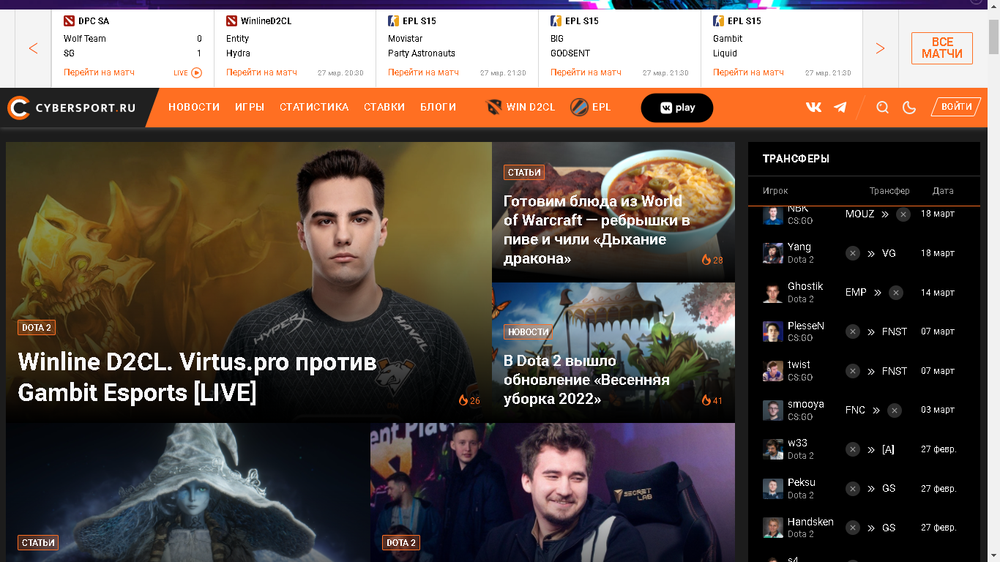 DPC SA
Wolf Team 0
SG 1
Перейти на матч LIVE
WinlineD2CL
Entity
Hydra
Перейти на матч 27 мар. 20:30
EPL S15
Movistar
Party Astronauts
Перейти на матч 27 мар. 21:30
EPL S15
BIG
GODSENT
Перейти на матч 27 мар. 21:30
EPL S15
Gambit
Liquid
Перейти на матч 27 мар. 21:30
ВСЕ
МАТЧИ
CYBERSPORT.RU НОВОСТИ ИГРЫ СТАТИСТИКА СТАВКИ БЛОГИ WIN D2CL EPL play ВОЙТИ
HYPERX
HAVAL
DOTA 2
Winline D2CL. Virtus.pro против
Gambit Esports [LIVE]
26
СТАТЬИ
Готовим блюда из World
of Warcraft — ребрышки в
пиве и чили «Дыхание
дракона»
28
НОВОСТИ
В Dota 2 вышло
обновление «Весенняя
уборка 2022»
41
СТАТЬИ
SECRET
LAB
DOTA 2
ТРАНСФЕРЫ
Игрок Трансфер Дата
NBK MOUZ 18 март
CS:GO
Yang VG 18 март
Dota 2
Ghostik EMP 14 март
Dota 2
PlesseN FNST 07 март
CS:GO
twist FNST 07 март
CS:GO
smooya FNC 03 март
CS:GO
w33 [A] 27 февр.
Dota 2
Peksu GS 27 февр.
Dota 2
Handsken GS 27 февр.
Dota 2
s4